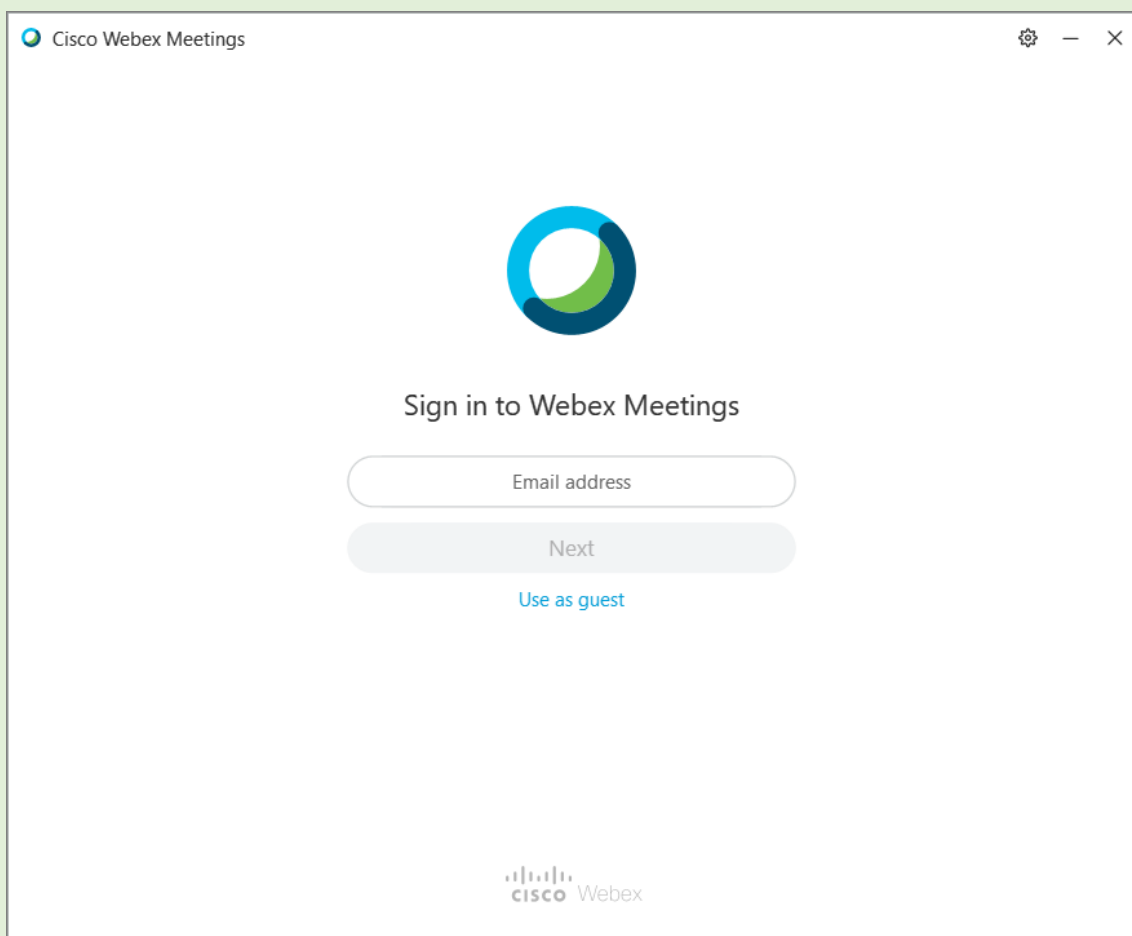 Cisco Webex Meetings
Sign in to Webex Meetings
Email address
Next
Use as guest
CISCO Webex